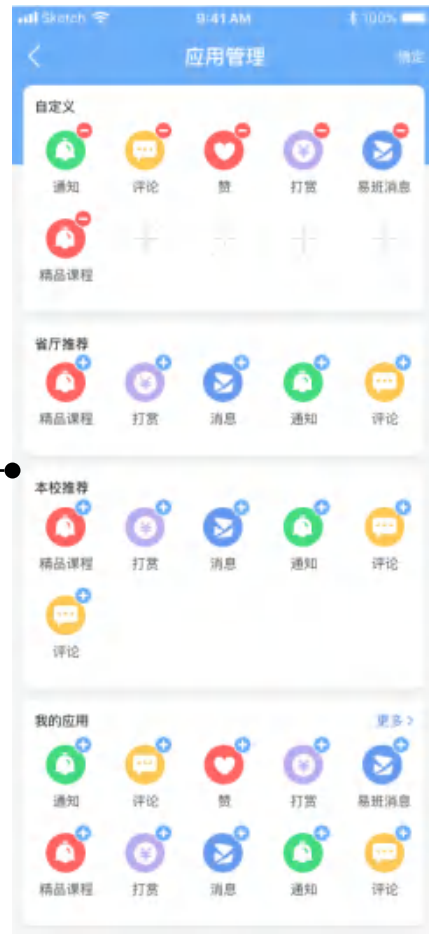 Sketch 9:41 AM 100%
应用管理 确定
自定义
通知 评论 赞 打赏 易班消息
精品课程
省厅推荐
精品课程 打赏 消息 通知 评论
本校推荐
精品课程 打赏 消息 通知 评论
评论
我的应用 更多 >
通知 评论 赞 打赏 易班消息
精品课程 打赏 消息 通知 评论